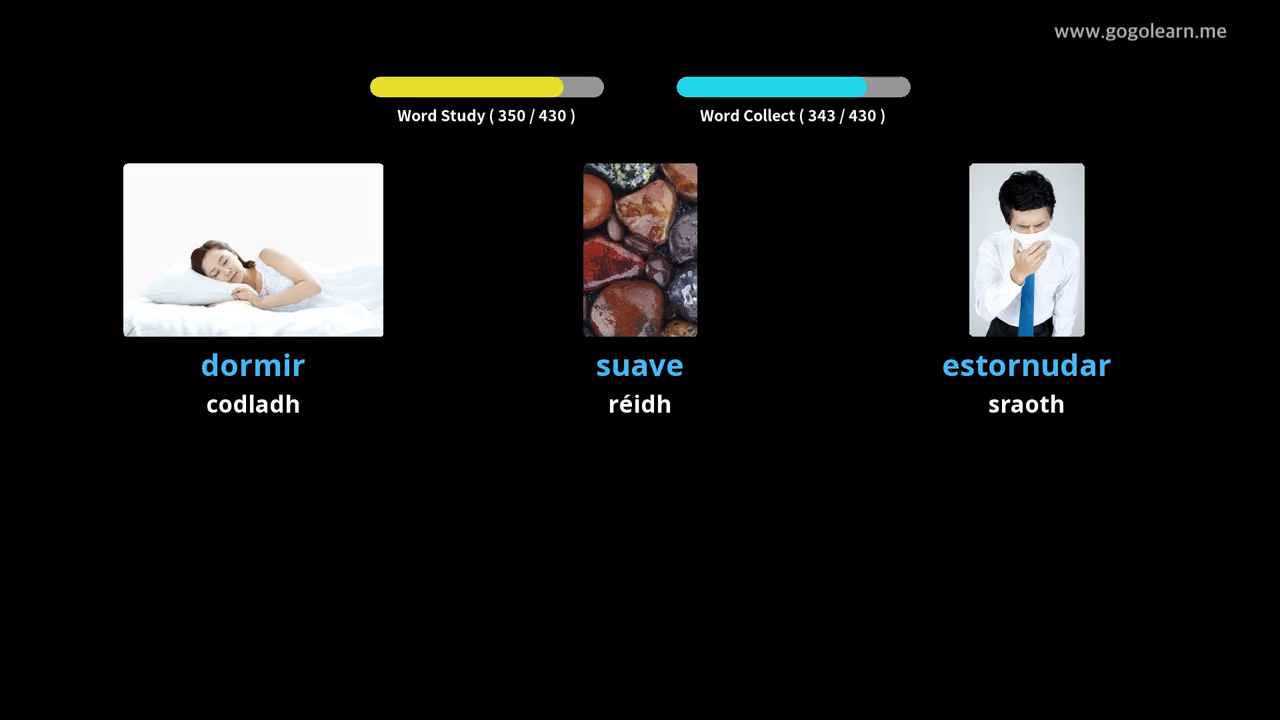 www.gogolearn.me
Word Study ( 350 / 430 )
Word Collect ( 343 / 430 )
dormir
suave
estornudar
codladh
réidh
sraoth